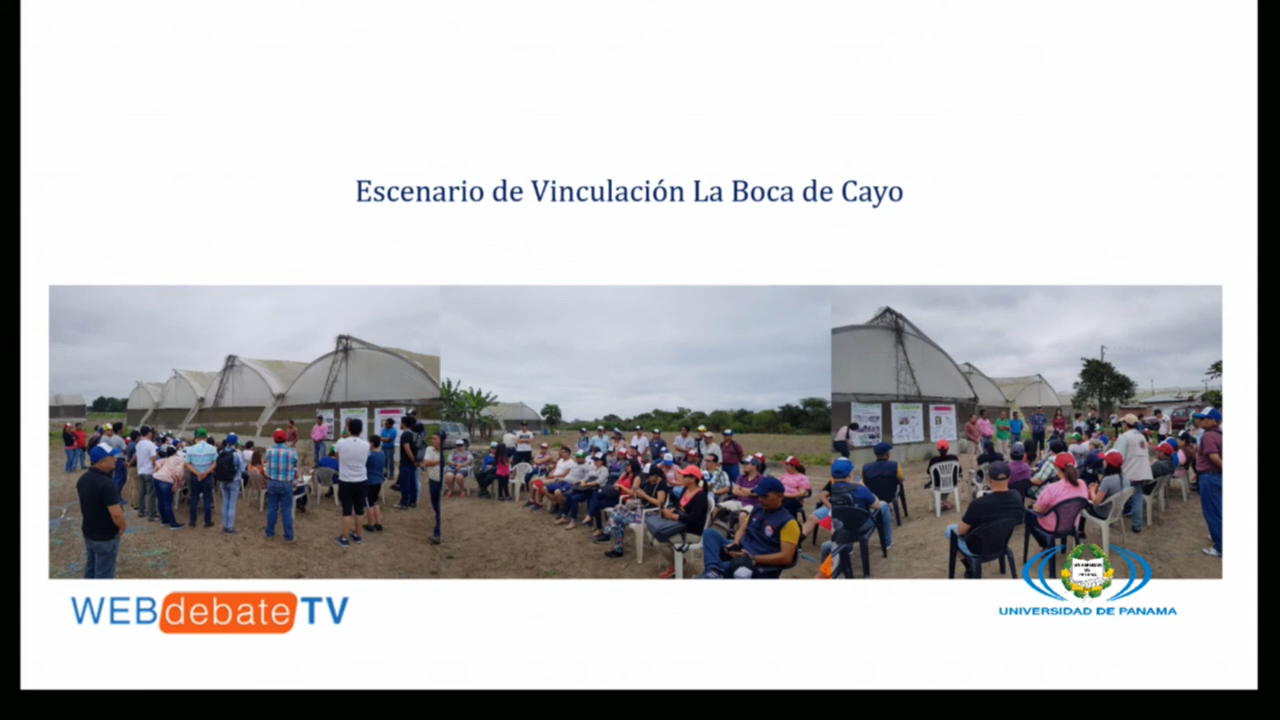 Escenario de Vinculación La Boca de Cayo
WEBdebateTV
UNIVERSIDAD DE PANAMA